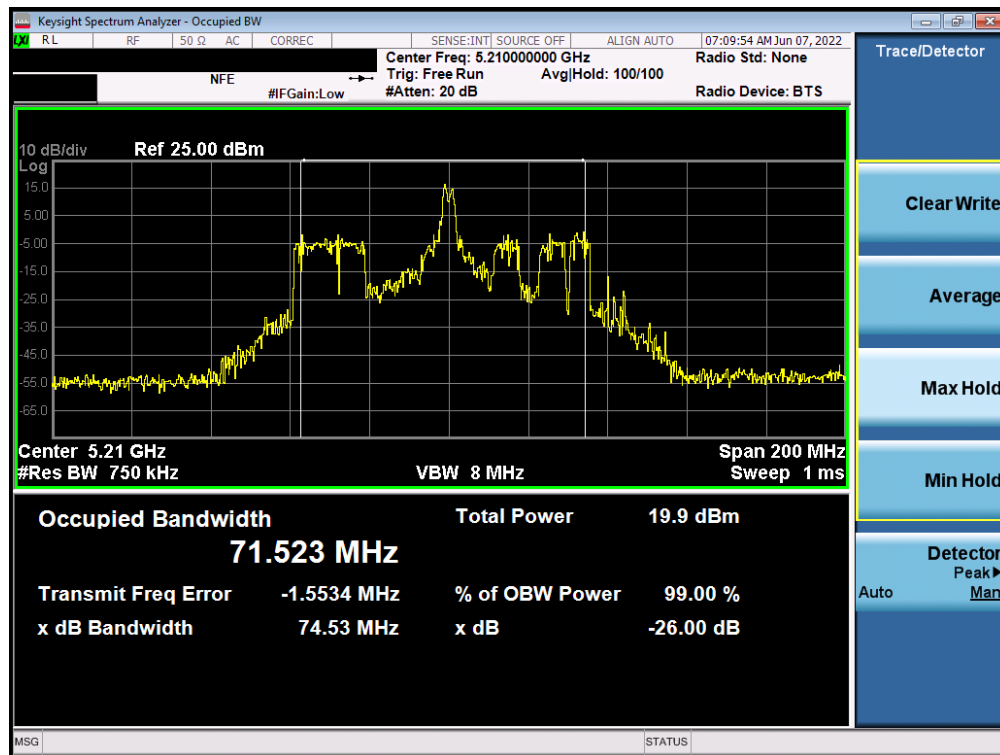 Keysight Spectrum Analyzer - Occupied BW
LXI RL RF 50 Ω AC CORREC SENSE:INT SOURCE OFF ALIGN AUTO 07:09:54 AM Jun 07, 2022
Center Freq: 5.210000000 GHz Radio Std: None
NFE Trig: Free Run Avg|Hold: 100/100
#IFGain:Low #Atten: 20 dB Radio Device: BTS
10 dB/div Ref 25.00 dBm
Log
15.0
5.00
-5.00
-15.0
-25.0
-35.0
-45.0
-55.0
-65.0
Center 5.21 GHz Span 200 MHz
#Res BW 750 kHz VBW 8 MHz Sweep 1 ms
Occupied Bandwidth Total Power 19.9 dBm
71.523 MHz
Transmit Freq Error -1.5534 MHz % of OBW Power 99.00 %
x dB Bandwidth 74.53 MHz x dB -26.00 dB
MSG STATUS
Trace/Detector
Clear Write
Average
Max Hold
Min Hold
Detector
Peak
Auto Man